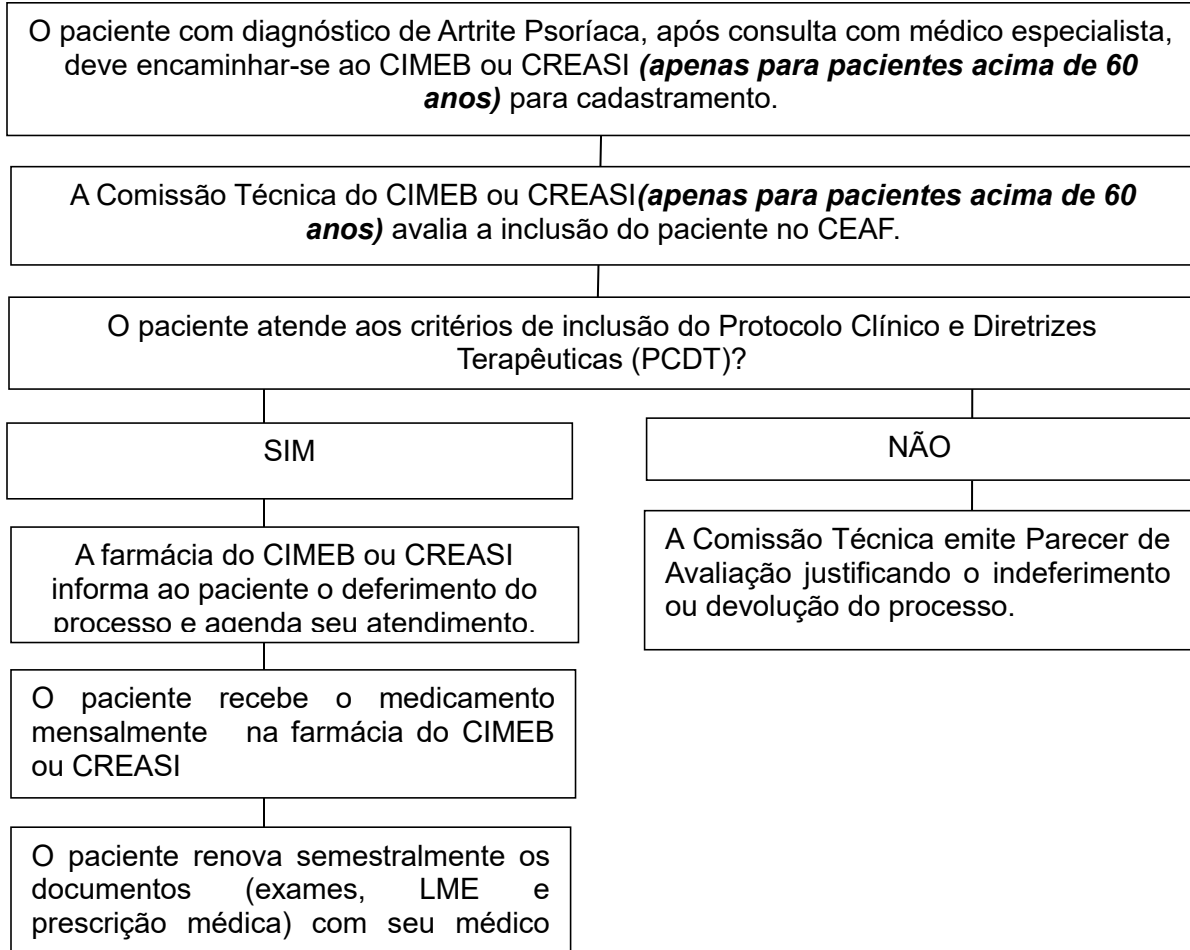 O paciente com diagnóstico de Artrite Psoríaca, após consulta com médico especialista,
deve encaminhar-se ao CIMEB ou CREASI (apenas para pacientes acima de 60
anos) para cadastramento.
A Comissão Técnica do CIMEB ou CREASI(apenas para pacientes acima de 60
anos) avalia a inclusão do paciente no CEAF.
O paciente atende aos critérios de inclusão do Protocolo Clínico e Diretrizes
Terapêuticas (PCDT)?
SIM
NÃO
A farmácia do CIMEB ou CREASI
informa ao paciente o deferimento do
processo e agenda seu atendimento.
A Comissão Técnica emite Parecer de
Avaliação justificando o indeferimento
ou devolução do processo.
O paciente recebe o medicamento
mensalmente na farmácia do CIMEB
ou CREASI
O paciente renova semestralmente os
documentos (exames, LME e
prescrição médica) com seu médico